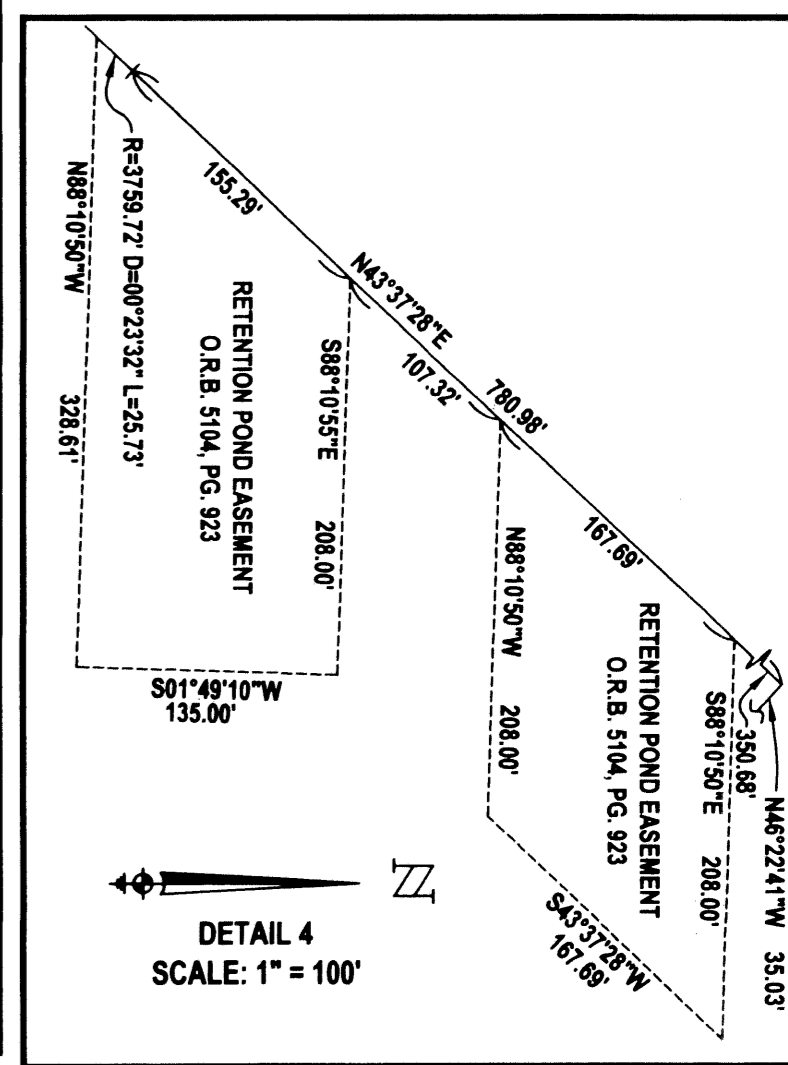 R=3759.72' D=00°23'32" L=25.73'
N88°10'50"W 328.61'
155.29'
RETENTION POND EASEMENT
O.R.B. 5104, PG. 923
N43°37'28"E
780.98'
S88°10'55"E 208.00'
107.32'
S01°49'10"W
135.00'
167.69'
N88°10'50"W 208.00'
RETENTION POND EASEMENT
O.R.B. 5104, PG. 923
S88°10'50"E 208.00'
350.68'
N46°22'41"W 35.03'
S43°37'28"W
167.69'
N
DETAIL 4
SCALE: 1" = 100'